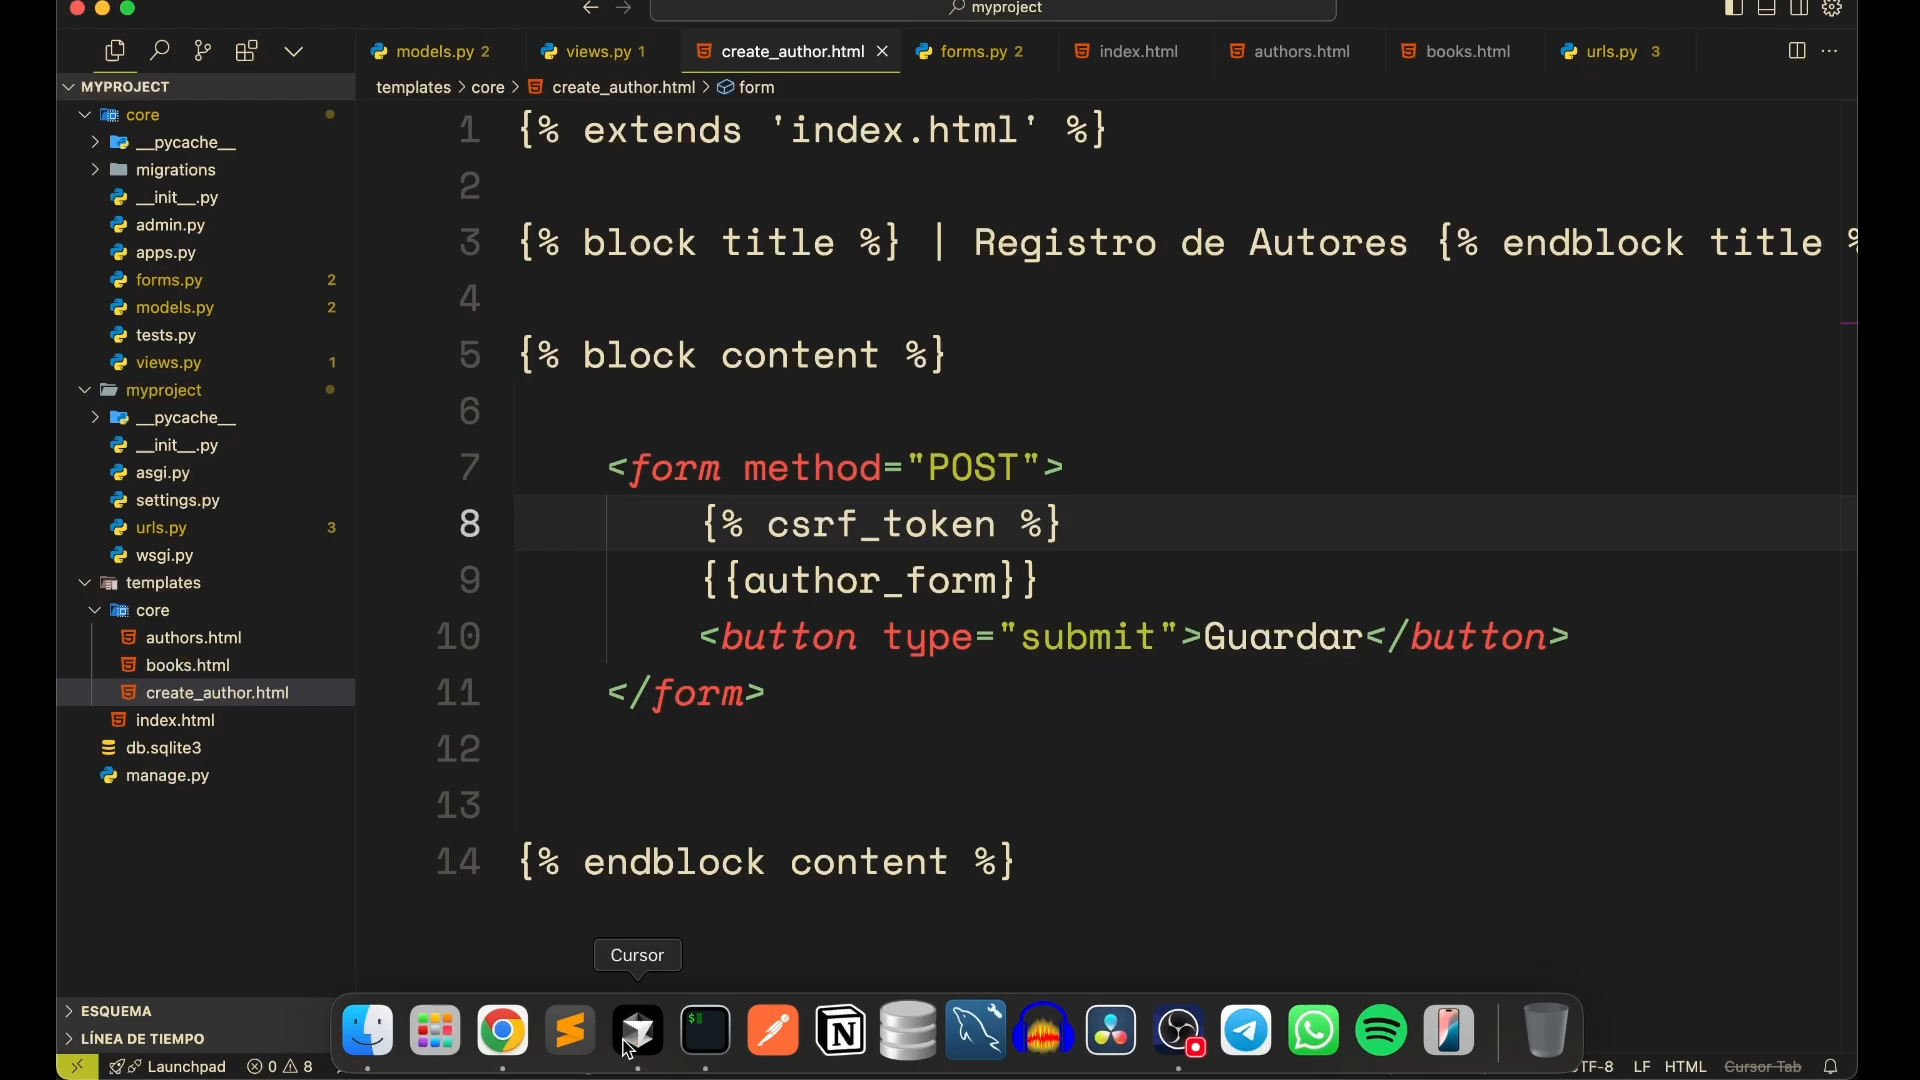 myproject
models.py 2
views.py 1
create_author.html
forms.py 2
index.html
authors.html
books.html
urls.py 3
MYPROJECT
templates > core > create_author.html > form
core
__pycache__
migrations
__init__.py
admin.py
apps.py
forms.py 2
models.py 2
tests.py
views.py 1
myproject
__pycache__
__init__.py
asgi.py
settings.py
urls.py 3
wsgi.py
templates
core
authors.html
books.html
create_author.html
index.html
db.sqlite3
manage.py
1 {% extends 'index.html' %}
2
3 {% block title %} | Registro de Autores {% endblock title %
4
5 {% block content %}
6
7 <form method="POST">
8 {% csrf_token %}
9 {{author_form}}
10 <button type="submit">Guardar</button>
11 </form>
12
13
14 {% endblock content %}
Cursor
ESQUEMA
LÍNEA DE TIEMPO
$
N
Launchpad 0 8
TF-8 LF HTML Cursor Tab